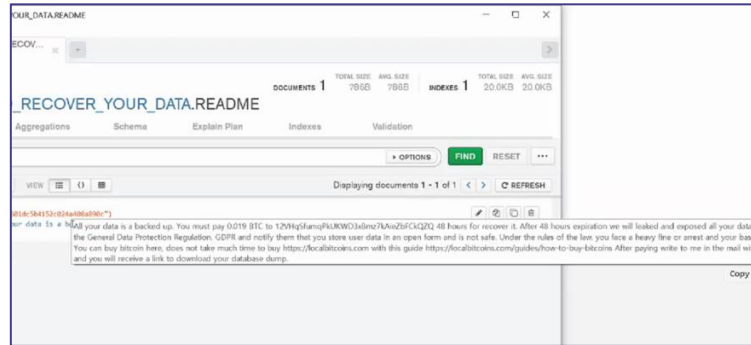 OUR_DATA.README
ECOV...
DOCUMENTS 1 TOTAL SIZE 786B AVG. SIZE 786B INDEXES 1 TOTAL SIZE 20.0KB AVG. SIZE 20.0KB
_RECOVER_YOUR_DATA.README
Aggregations Schema Explain Plan Indexes Validation
OPTIONS FIND RESET ...
VIEW {} Displaying documents 1 - 1 of 1 < > REFRESH
our data is a b
All your data is a backed up. You must pay 0.019 BTC to 48 hours for recover it. After 48 hours expiration we will leaked and exposed all your data
the General Data Protection Regulation, GDPR and notify them that you store user data in an open form and is not safe. Under the rules of the law, you face a heavy fine or arrest and your bas
You can buy bitcoin here, does not take much time to buy https://localbitcoins.com with this guide https://localbitcoins.com/guides/how-to-buy-bitcoins After paying write to me in the mail wi
and you will receive a link to download your database dump.
Copy